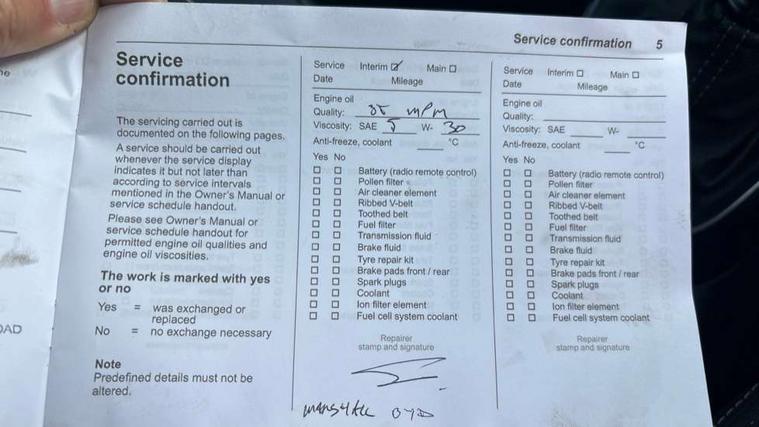 Service confirmation 5
Service
confirmation
The servicing carried out is
documented on the following pages.
A service should be carried out
whenever the service display
indicates it but not later than
according to service intervals
mentioned in the Owner's Manual or
service schedule handout.
Please see Owner's Manual or
service schedule handout for
permitted engine oil qualities and
engine oil viscosities.
The work is marked with yes
or no
Yes = was exchanged or
replaced
No = no exchange necessary
Note
Predefined details must not be
altered.
Service Interim ☑ Main ☐
Date Mileage
Engine oil
Quality: MPM
Viscosity: SAE 5 W- 30
Anti-freeze, coolant °C
Yes No
☐ ☐ Battery (radio remote control)
☐ ☐ Pollen filter
☐ ☐ Air cleaner element
☐ ☐ Ribbed V-belt
☐ ☐ Toothed belt
☐ ☐ Fuel filter
☐ ☐ Transmission fluid
☐ ☐ Brake fluid
☐ ☐ Tyre repair kit
☐ ☐ Brake pads front / rear
☐ ☐ Spark plugs
☐ ☐ Coolant
☐ ☐ Ion filter element
☐ ☐ Fuel cell system coolant
Repairer
stamp and signature
Service Interim ☐ Main ☐
Date Mileage
Engine oil
Quality:
Viscosity: SAE W-
Anti-freeze, coolant °C
Yes No
☐ ☐ Battery (radio remote control)
☐ ☐ Pollen filter
☐ ☐ Air cleaner element
☐ ☐ Ribbed V-belt
☐ ☐ Toothed belt
☐ ☐ Fuel filter
☐ ☐ Transmission fluid
☐ ☐ Brake fluid
☐ ☐ Tyre repair kit
☐ ☐ Brake pads front / rear
☐ ☐ Spark plugs
☐ ☐ Coolant
☐ ☐ Ion filter element
☐ ☐ Fuel cell system coolant
Repairer
stamp and signature